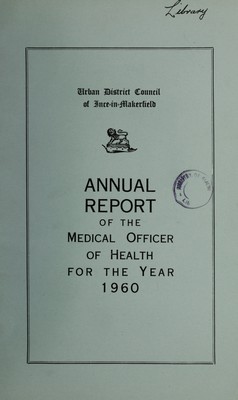 Library
Urban District Council
of Ince-in-Makerfield
ANNUAL
REPORT
OF THE
MEDICAL OFFICER
OF HEALTH
FOR THE YEAR
1960